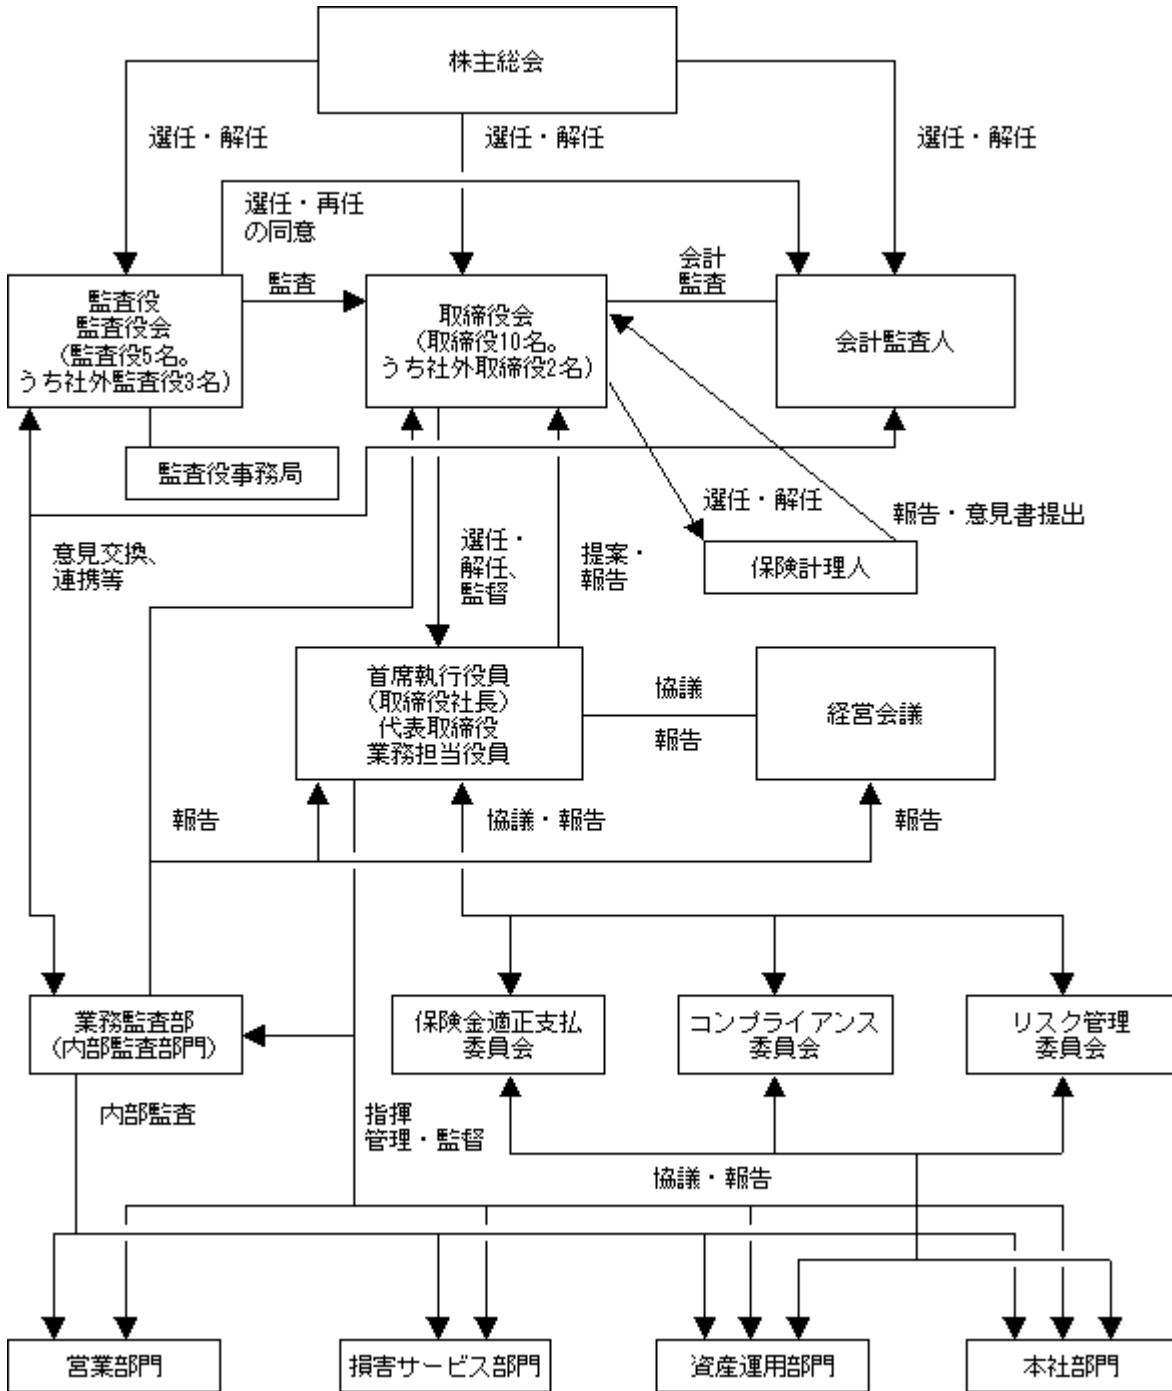 株主総会
選任・解任
選任・解任
選任・解任
選任・再任
の同意
監査
会計
監査
監査役
監査役会
(監査役5名。
うち社外監査役3名)
取締役会
(取締役10名。
うち社外取締役2名)
会計監査人
監査役事務局
選任・解任
報告・意見書提出
意見交換、
連携等
選任・
解任、
監督
提案・
報告
保険計理人
首席執行役員
(取締役社長)
代表取締役
業務担当役員
協議
報告
経営会議
報告
協議・報告
報告
業務監査部
(内部監査部門)
保険金適正支払
委員会
コンプライアンス
委員会
リスク管理
委員会
内部監査
指揮
管理・監督
協議・報告
営業部門
損害サービス部門
資産運用部門
本社部門